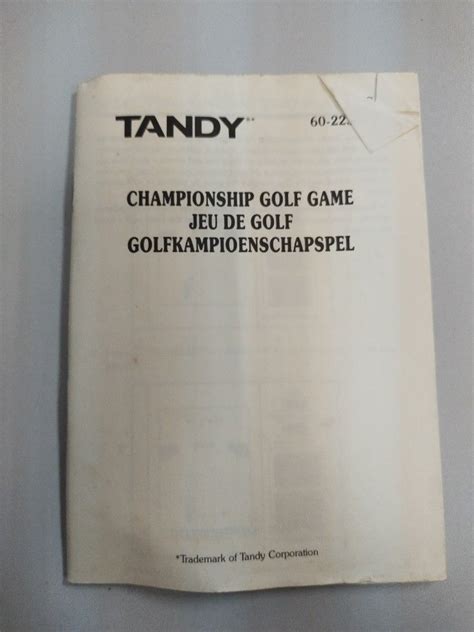 TANDY
CHAMPIONSHIP GOLF GAME
JEU DE GOLF
GOLFKAMPIOENSCHAPSPEL
*Trademark of Tandy Corporation